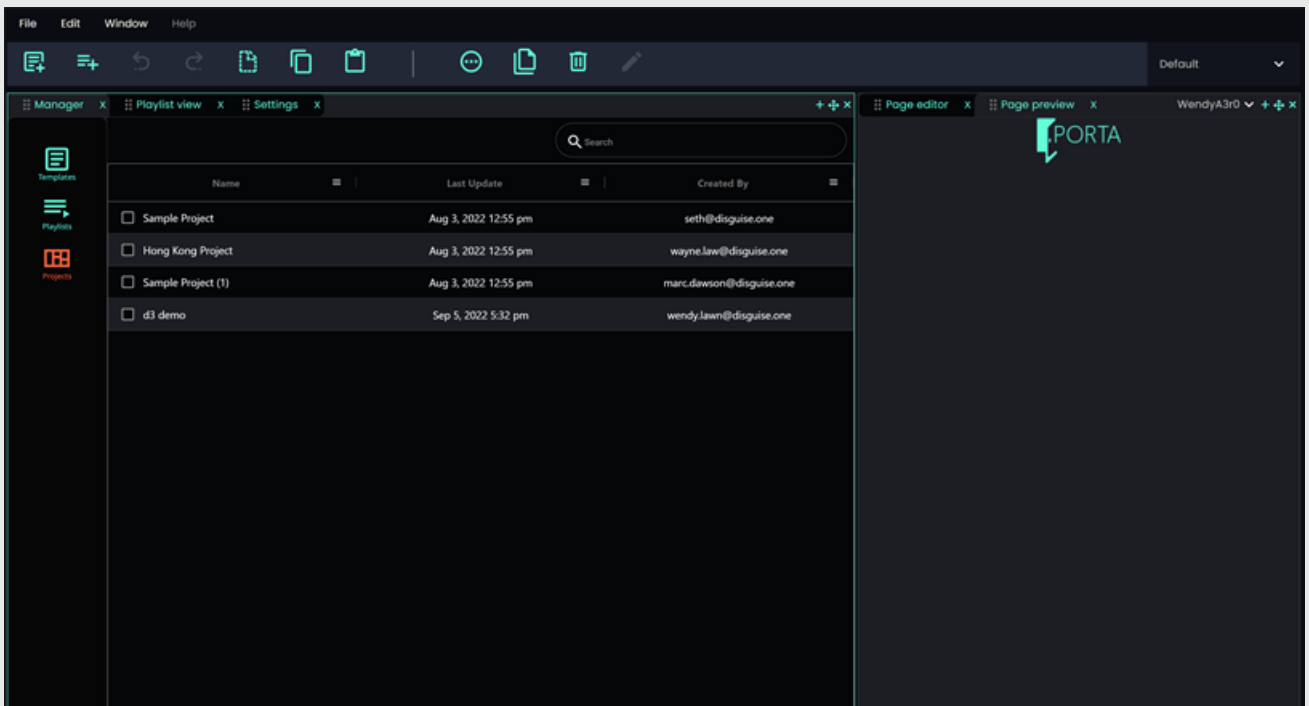 File Edit Window Help
Default
Manager x Playlist view x Settings x
Page editor x Page preview x WendyA3r0
PORTA
Search
Templates
Playlists
Projects
Name Last Update Created By
Sample Project Aug 3, 2022 12:55 pm seth@disguise.one
Hong Kong Project Aug 3, 2022 12:55 pm wayne.law@disguise.one
Sample Project (1) Aug 3, 2022 12:55 pm marc.dawson@disguise.one
d3 demo Sep 5, 2022 5:32 pm wendy.lawn@disguise.one